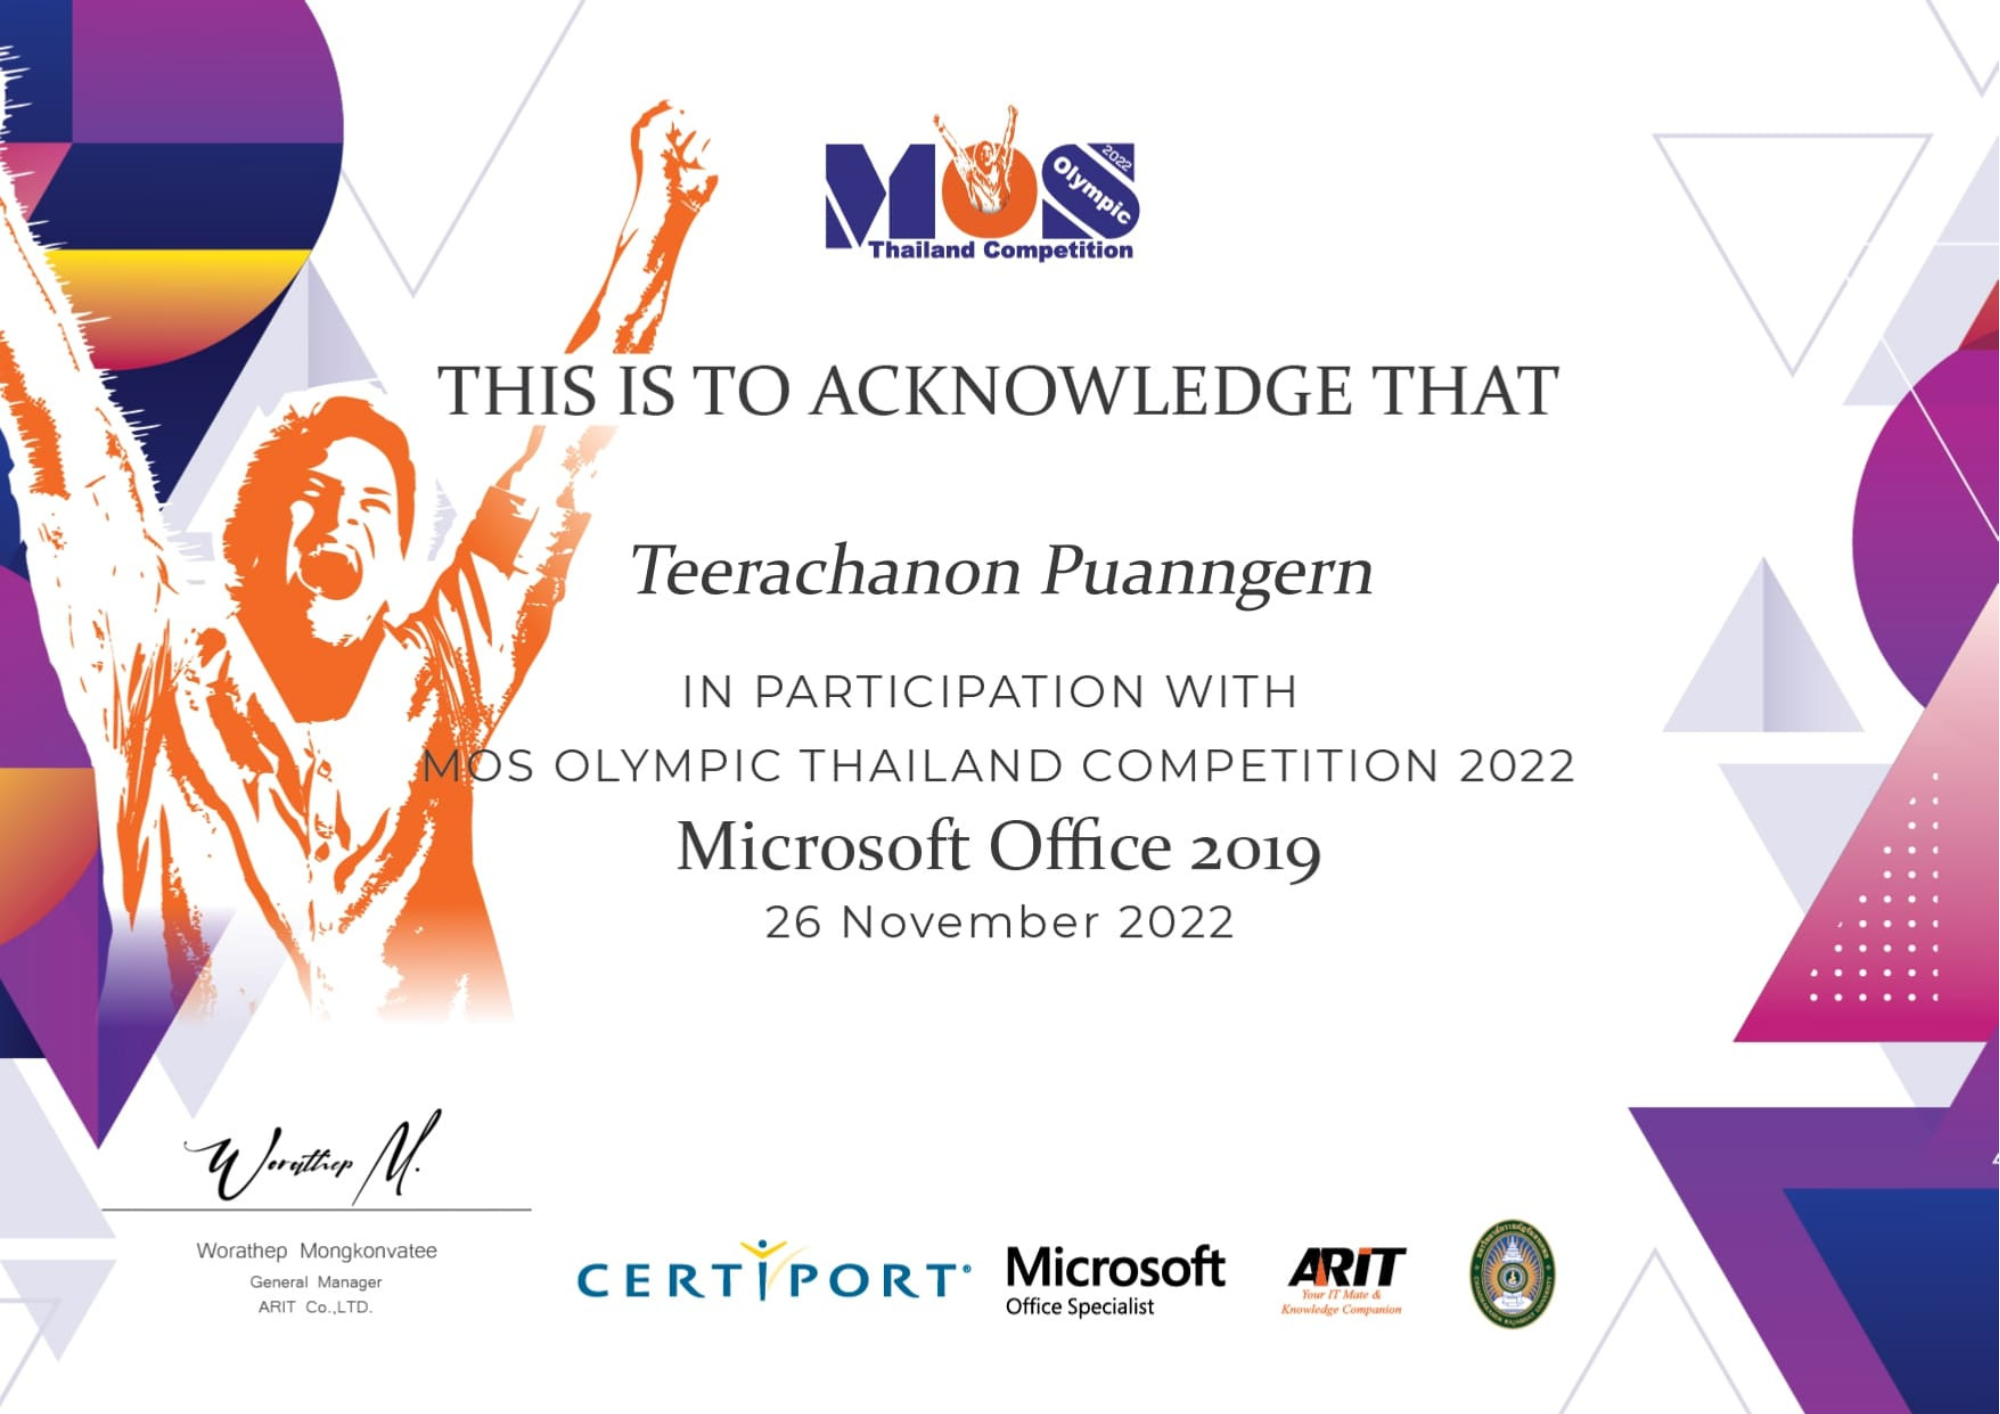 MOS
Olympic
2022
Thailand Competition
THIS IS TO ACKNOWLEDGE THAT
Teerachanon Puanngern
IN PARTICIPATION WITH
MOS OLYMPIC THAILAND COMPETITION 2022
Microsoft Office 2019
26 November 2022
Worathep M.
Worathep Mongkonvatee
General Manager
ARIT Co.,LTD.
CERTIPORT®
Microsoft
Office Specialist
ARiT
Your IT Mate &
Knowledge Companion